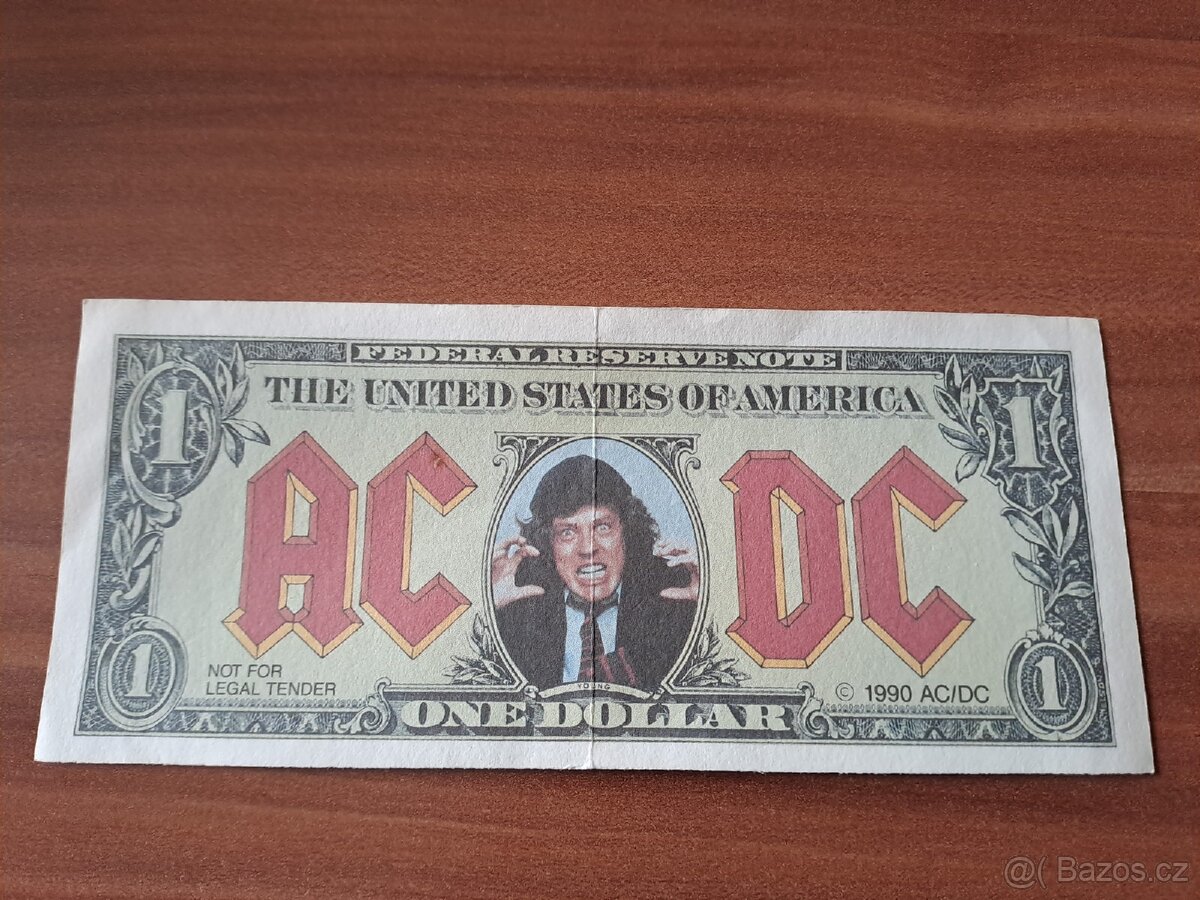 FEDERAL RESERVE NOTE
THE UNITED STATES OF AMERICA
1
1
AC DC
NOT FOR
LEGAL TENDER
YOUNG
© 1990 AC/DC
1
ONE DOLLAR
1
@( Bazos.cz